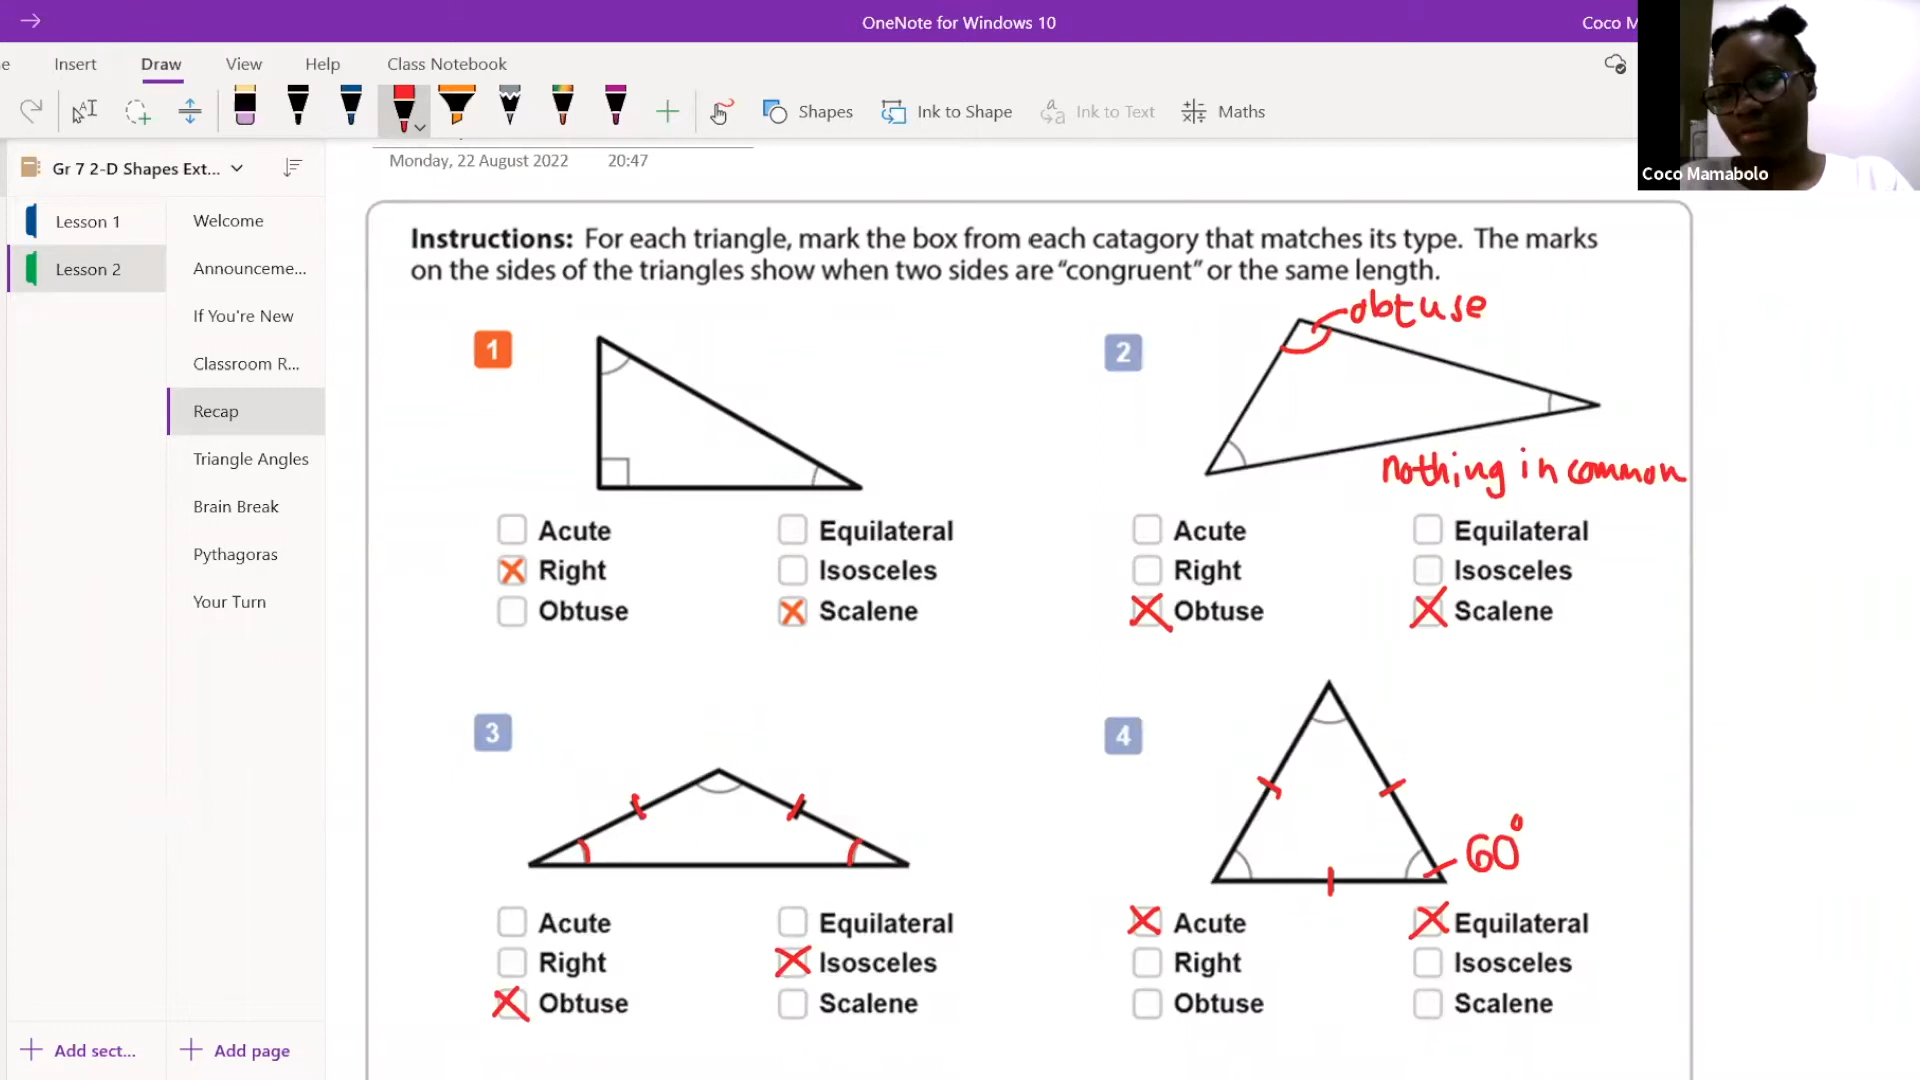 OneNote for Windows 10
Coco M
Insert
Draw
View
Help
Class Notebook
Shapes
Ink to Shape
Ink to Text
Maths
Coco Mamabolo
Gr 7 2-D Shapes Ext...
Lesson 1
Lesson 2
Welcome
Announceme...
If You're New
Classroom R...
Recap
Triangle Angles
Brain Break
Pythagoras
Your Turn
Add sect...
Add page
Monday, 22 August 2022 20:47
Instructions: For each triangle, mark the box from each catagory that matches its type. The marks
on the sides of the triangles show when two sides are "congruent" or the same length.
1
Acute
Right
Obtuse
Equilateral
Isosceles
Scalene
2
obtuse
nothing in common
Acute
Right
Obtuse
Equilateral
Isosceles
Scalene
3
Acute
Right
Obtuse
Equilateral
Isosceles
Scalene
4
60°
Acute
Right
Obtuse
Equilateral
Isosceles
Scalene